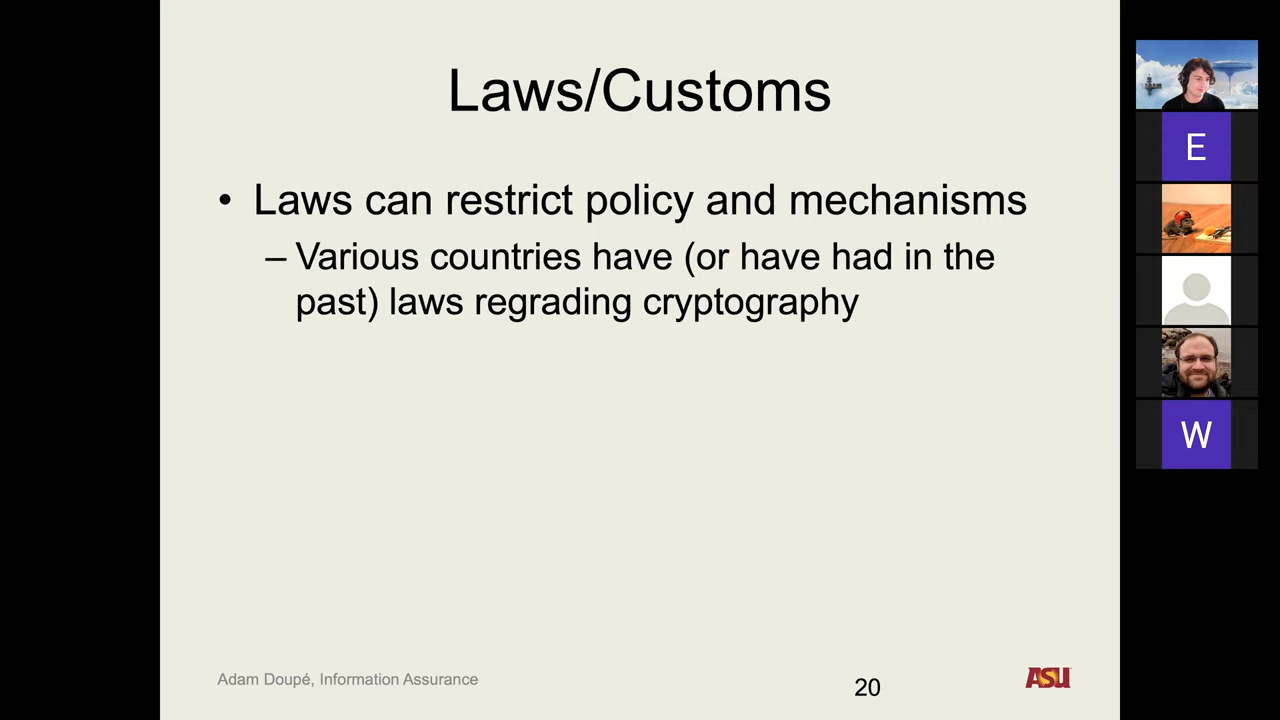 Laws/Customs
• Laws can restrict policy and mechanisms
– Various countries have (or have had in the
past) laws regrading cryptography
Adam Doupé, Information Assurance
20
ASU
E
W